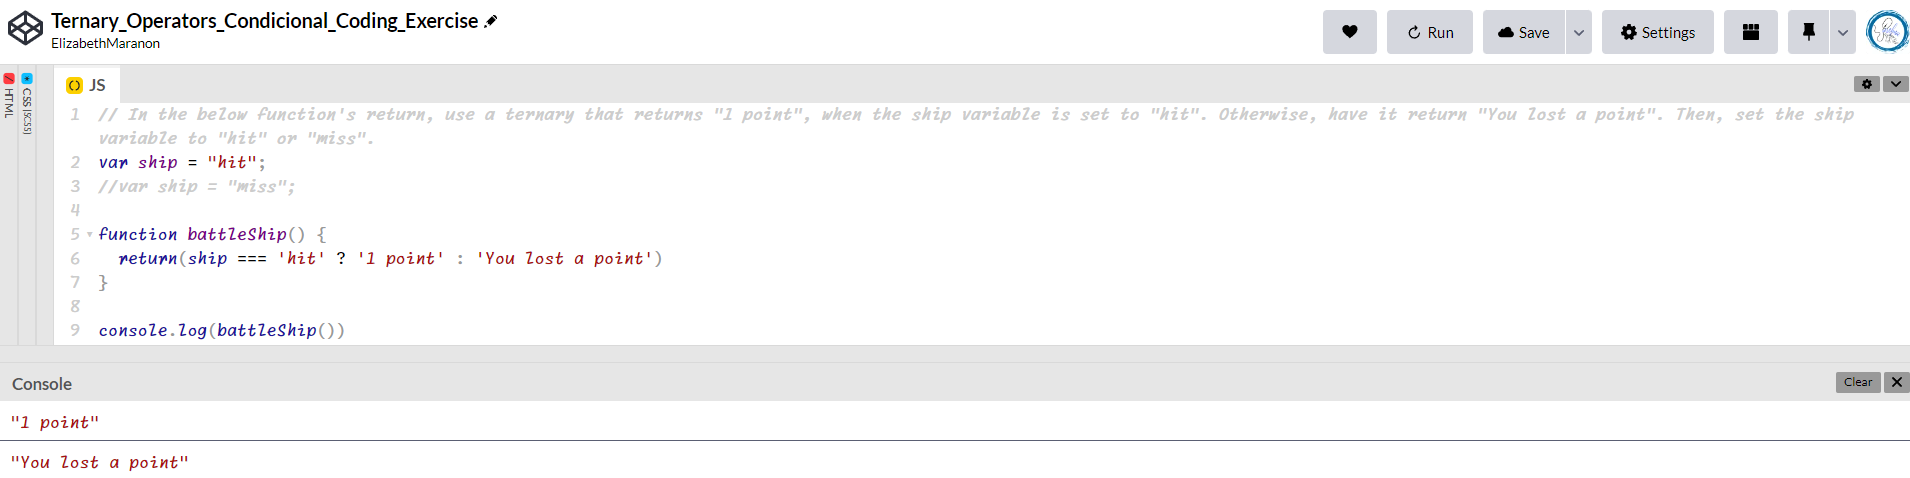 Ternary_Operators_Condicional_Coding_Exercise
ElizabethMaranon
Run
Save
Settings
HTML
CSS (SCSS)
JS
1 // In the below function's return, use a ternary that returns "1 point", when the ship variable is set to "hit". Otherwise, have it return "You lost a point". Then, set the ship
variable to "hit" or "miss".
2 var ship = "hit";
3 //var ship = "miss";
4
5 function battleShip() {
6 return(ship === 'hit' ? '1 point' : 'You lost a point')
7 }
8
9 console.log(battleShip())
Console
Clear
"1 point"
"You lost a point"